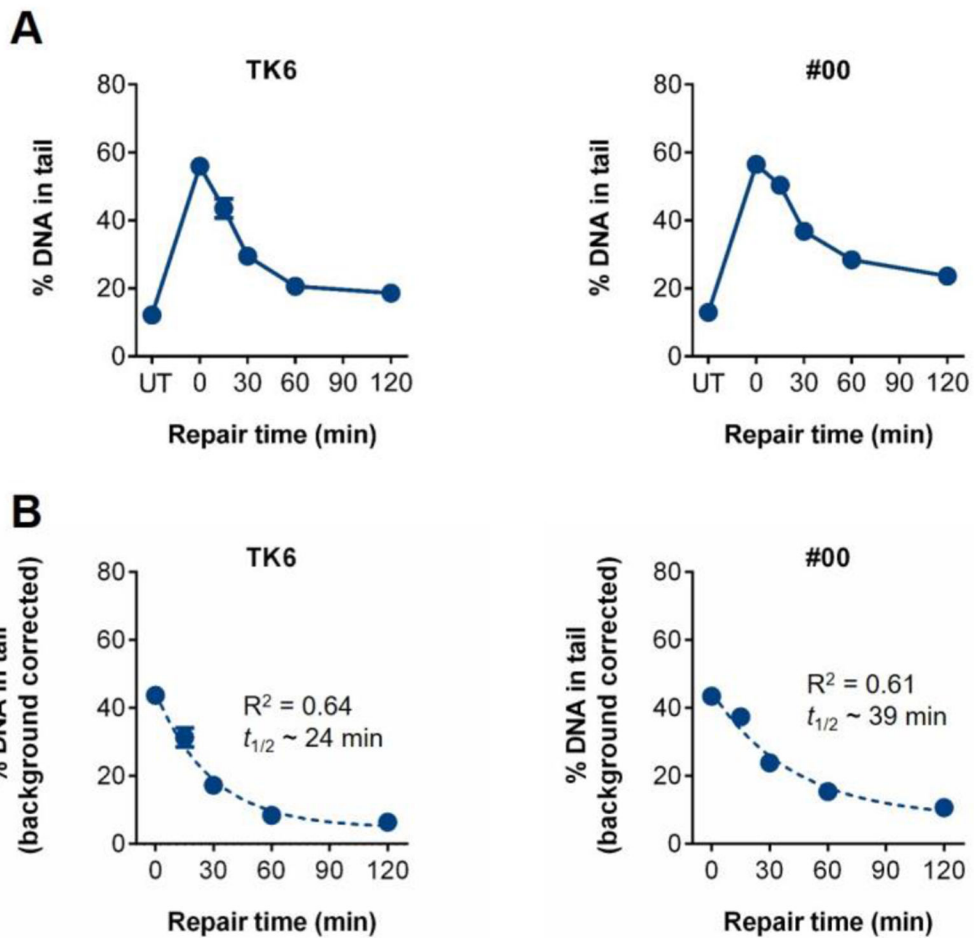 A
TK6
#00
80
60
40
20
0
% DNA in tail
UT 0 30 60 90 120
Repair time (min)
80
60
40
20
0
% DNA in tail
UT 0 30 60 90 120
Repair time (min)
B
TK6
#00
80
60
40
20
0
% DNA in tail
(background corrected)
R² = 0.64
t1/2 ~ 24 min
0 30 60 90 120
Repair time (min)
80
60
40
20
0
% DNA in tail
(background corrected)
R² = 0.61
t1/2 ~ 39 min
0 30 60 90 120
Repair time (min)